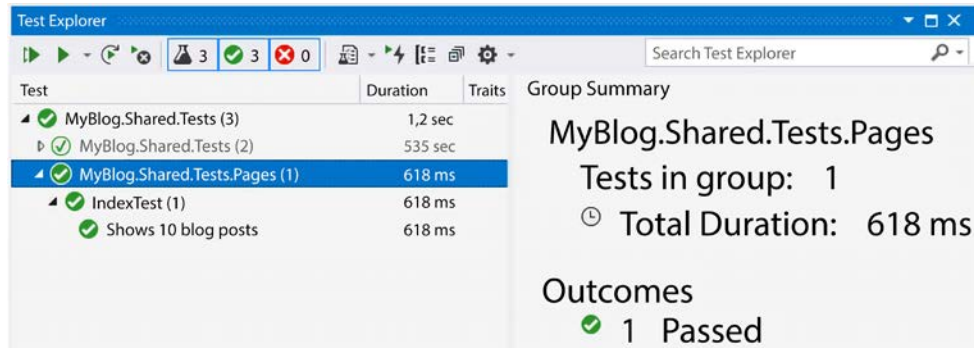 Test Explorer
3 3 0 Search Test Explorer
Test Duration Traits
MyBlog.Shared.Tests (3) 1,2 sec
MyBlog.Shared.Tests (2) 535 sec
MyBlog.Shared.Tests.Pages (1) 618 ms
IndexTest (1) 618 ms
Shows 10 blog posts 618 ms
Group Summary
MyBlog.Shared.Tests.Pages
Tests in group: 1
Total Duration: 618 ms
Outcomes
1 Passed